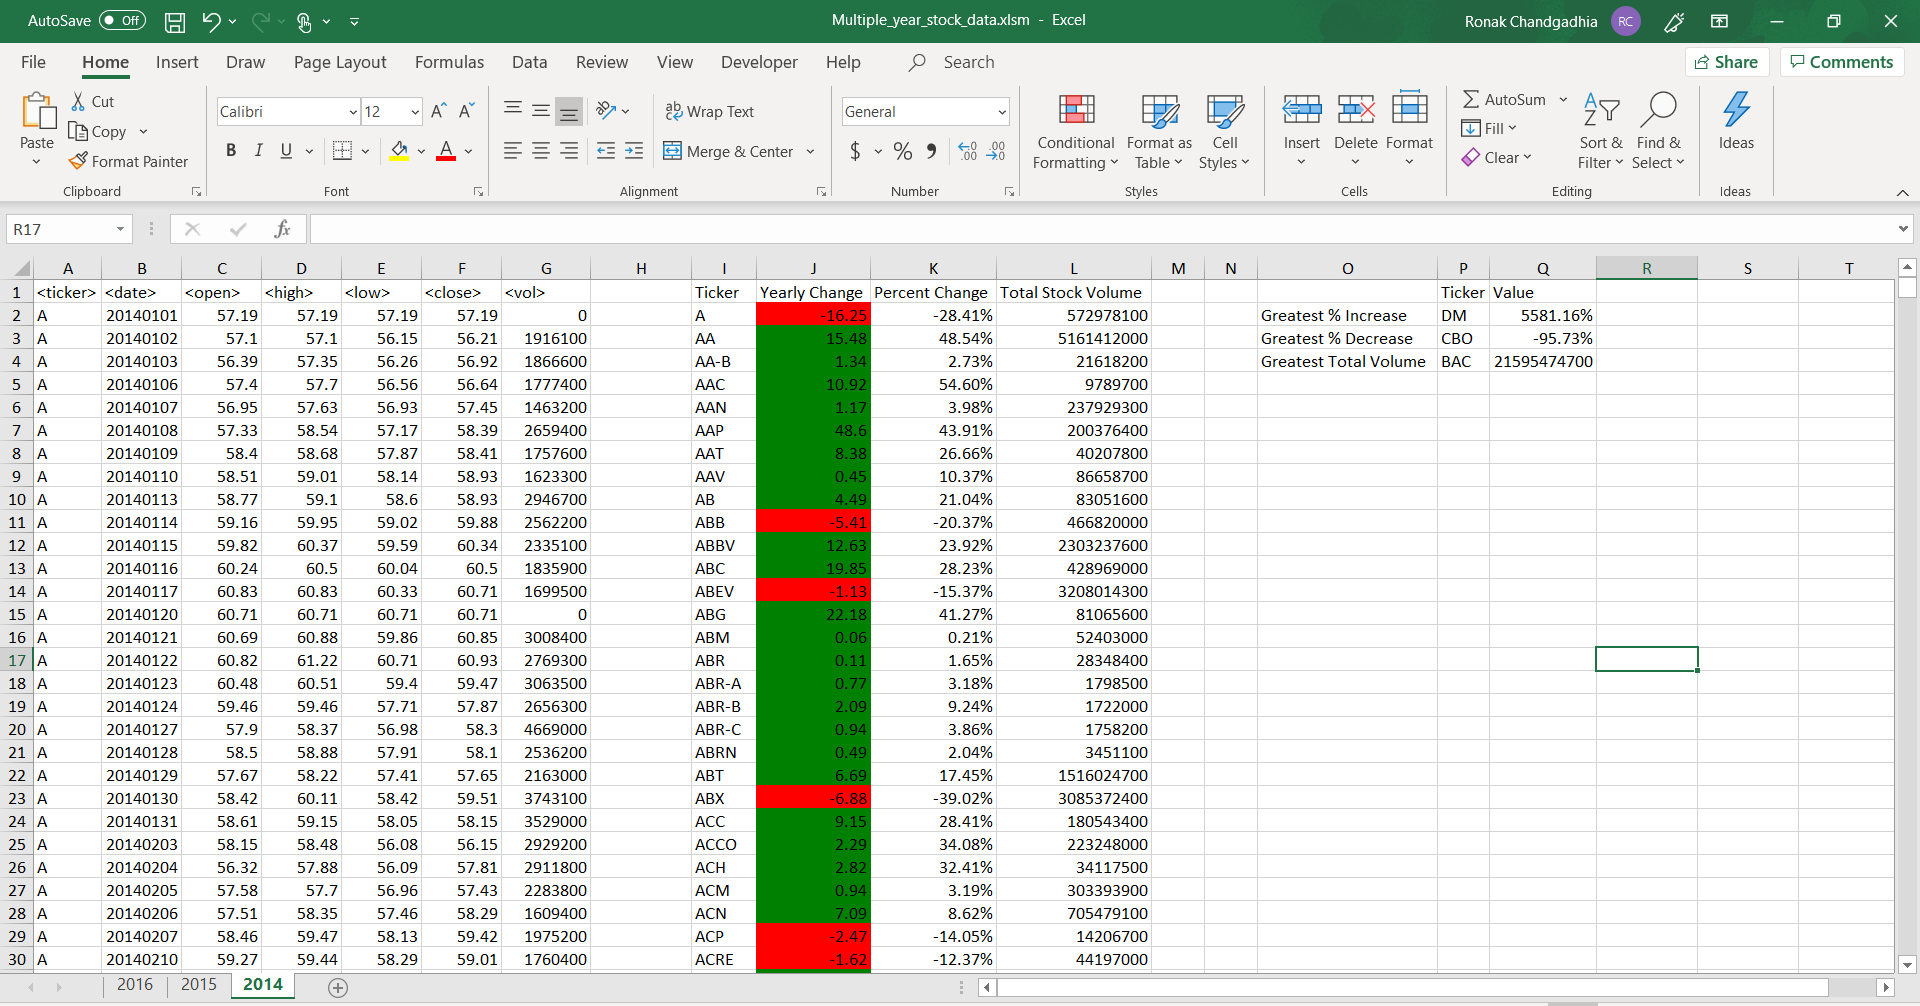 AutoSave Off Multiple_year_stock_data.xlsm - Excel Ronak Chandgadhia RC
File Home Insert Draw Page Layout Formulas Data Review View Developer Help Search Share Comments
Paste Cut Copy Format Painter Clipboard
Calibri 12 B I U A A A Font
ab Wrap Text Merge & Center Alignment
General $ % Number
Conditional Formatting Format as Table Cell Styles Styles
Insert Delete Format Cells
AutoSum Fill Clear Sort & Filter Find & Select Editing
Ideas Ideas
R17 fx
A B C D E F G H I J K L M N O P Q R S T
1 <ticker> <date> <open> <high> <low> <close> <vol> Ticker Yearly Change Percent Change Total Stock Volume Ticker Value
2 A 20140101 57.19 57.19 57.19 57.19 0 A -16.25 -28.41% 572978100 Greatest % Increase DM 5581.16%
3 A 20140102 57.1 57.1 56.15 56.21 1916100 AA 15.48 48.54% 5161412000 Greatest % Decrease CBO -95.73%
4 A 20140103 56.39 57.35 56.26 56.92 1866600 AA-B 1.34 2.73% 21618200 Greatest Total Volume BAC 21595474700
5 A 20140106 57.4 57.7 56.56 56.64 1777400 AAC 10.92 54.60% 9789700
6 A 20140107 56.95 57.63 56.93 57.45 1463200 AAN 1.17 3.98% 237929300
7 A 20140108 57.33 58.54 57.17 58.39 2659400 AAP 48.6 43.91% 200376400
8 A 20140109 58.4 58.68 57.87 58.41 1757600 AAT 8.38 26.66% 40207800
9 A 20140110 58.51 59.01 58.14 58.93 1623300 AAV 0.45 10.37% 86658700
10 A 20140113 58.77 59.1 58.6 58.93 2946700 AB 4.49 21.04% 83051600
11 A 20140114 59.16 59.95 59.02 59.88 2562200 ABB -5.41 -20.37% 466820000
12 A 20140115 59.82 60.37 59.59 60.34 2335100 ABBV 12.63 23.92% 2303237600
13 A 20140116 60.24 60.5 60.04 60.5 1835900 ABC 19.85 28.23% 428969000
14 A 20140117 60.83 60.83 60.33 60.71 1699500 ABEV -1.13 -15.37% 3208014300
15 A 20140120 60.71 60.71 60.71 60.71 0 ABG 22.18 41.27% 81065600
16 A 20140121 60.69 60.88 59.86 60.85 3008400 ABM 0.06 0.21% 52403000
17 A 20140122 60.82 61.22 60.71 60.93 2769300 ABR 0.11 1.65% 28348400
18 A 20140123 60.48 60.51 59.4 59.47 3063500 ABR-A 0.77 3.18% 1798500
19 A 20140124 59.46 59.46 57.71 57.87 2656300 ABR-B 2.09 9.24% 1722000
20 A 20140127 57.9 58.37 56.98 58.3 4669000 ABR-C 0.94 3.86% 1758200
21 A 20140128 58.5 58.88 57.91 58.1 2536200 ABRN 0.49 2.04% 3451100
22 A 20140129 57.67 58.22 57.41 57.65 2163000 ABT 6.69 17.45% 1516024700
23 A 20140130 58.42 60.11 58.42 59.51 3743100 ABX -6.88 -39.02% 3085372400
24 A 20140131 58.61 59.15 58.05 58.15 3529000 ACC 9.15 28.41% 180543400
25 A 20140203 58.15 58.48 56.08 56.15 2929200 ACCO 2.29 34.08% 223248000
26 A 20140204 56.32 57.88 56.09 57.81 2911800 ACH 2.82 32.41% 34117500
27 A 20140205 57.58 57.7 56.96 57.43 2283800 ACM 0.94 3.19% 303393900
28 A 20140206 57.51 58.35 57.46 58.29 1609400 ACN 7.09 8.62% 705479100
29 A 20140207 58.46 59.47 58.13 59.42 1975200 ACP -2.47 -14.05% 14206700
30 A 20140210 59.27 59.44 58.29 59.01 1760400 ACRE -1.62 -12.37% 44197000
2016 2015 2014